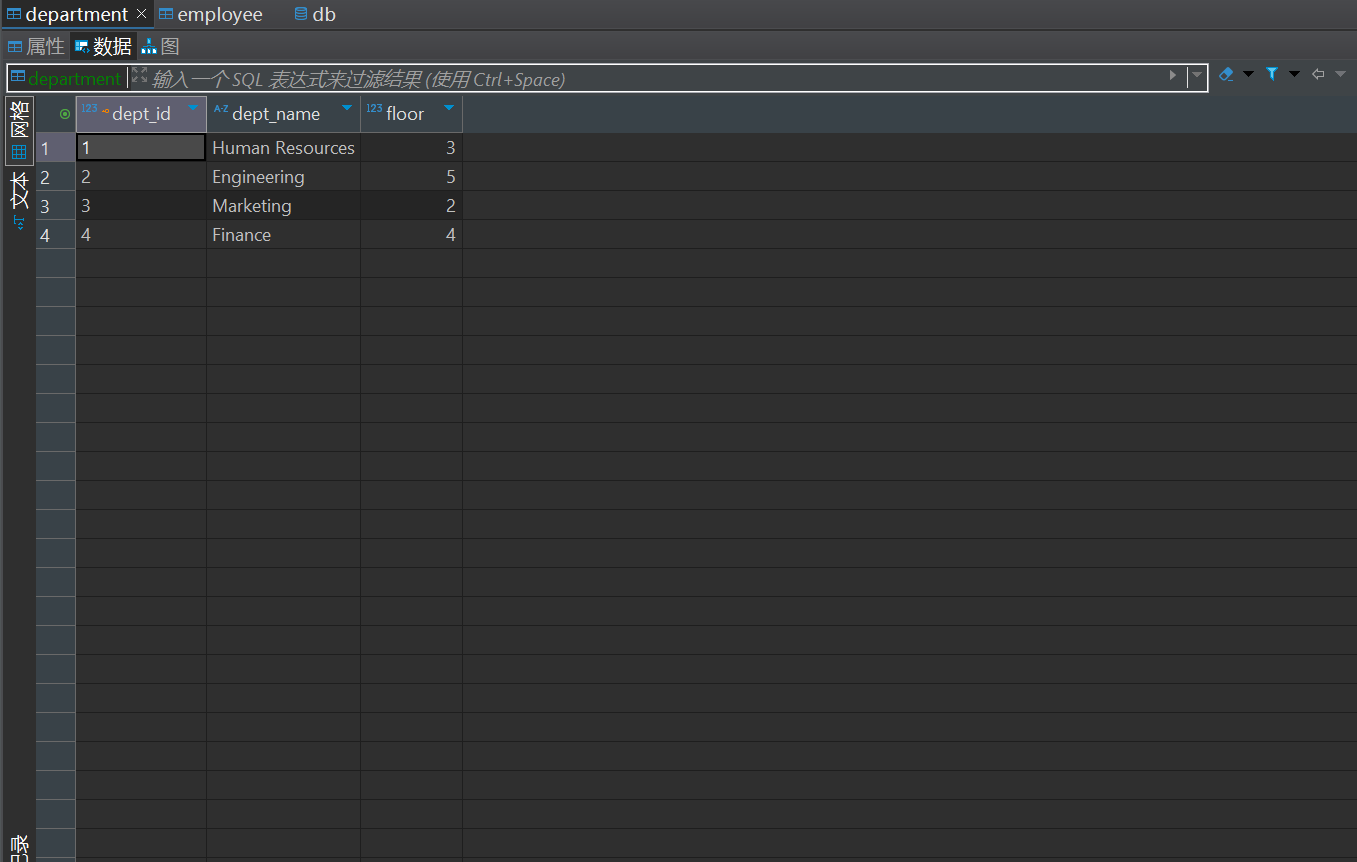 department employee db
属性 数据 图
department 输入一个 SQL 表达式来过滤结果 (使用 Ctrl+Space)
网格
文本
123 dept_id A-Z dept_name 123 floor
1 1 Human Resources 3
2 2 Engineering 5
3 3 Marketing 2
4 4 Finance 4